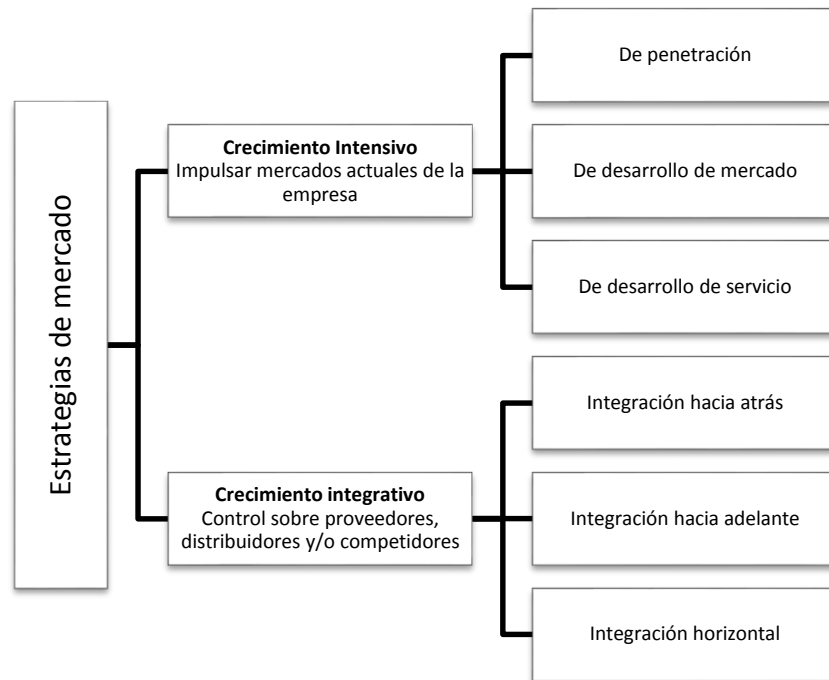 Estrategias de mercado
Crecimiento Intensivo
Impulsar mercados actuales de la
empresa
De penetración
De desarrollo de mercado
De desarrollo de servicio
Crecimiento integrativo
Control sobre proveedores,
distribuidores y/o competidores
Integración hacia atrás
Integración hacia adelante
Integración horizontal